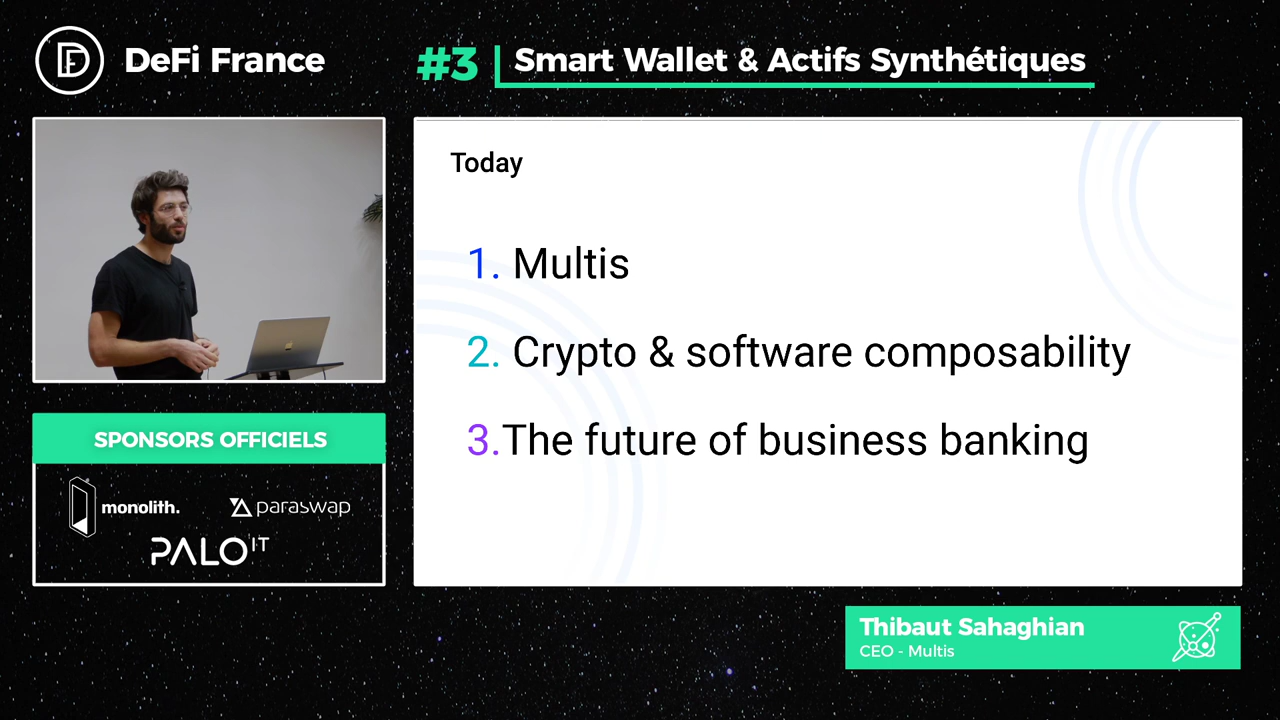 DeFi France
#3 Smart Wallet & Actifs Synthétiques
Today
1. Multis
2. Crypto & software composability
3.The future of business banking
SPONSORS OFFICIELS
monolith.
paraswap
PALO IT
Thibaut Sahaghian
CEO - Multis